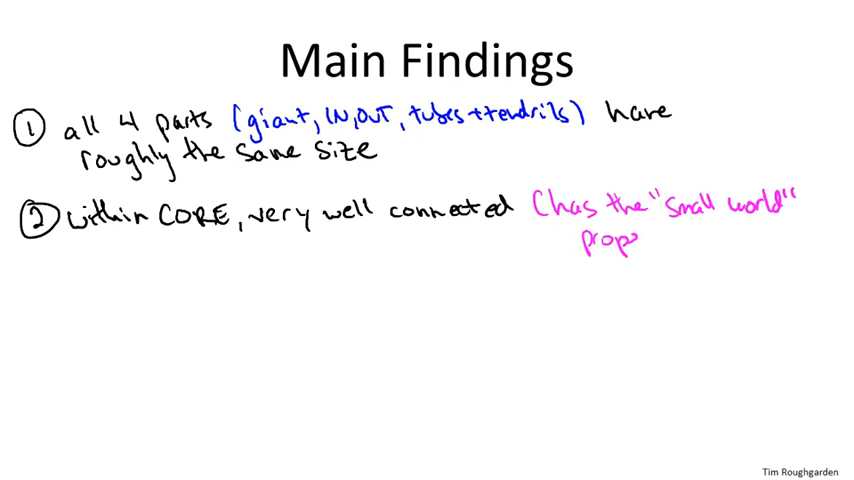 Main Findings
① all 4 parts (giant, IN, OUT, tubes + tendrils) have
roughly the same size
② within CORE, very well connected (has the "small world"
prop
Tim Roughgarden